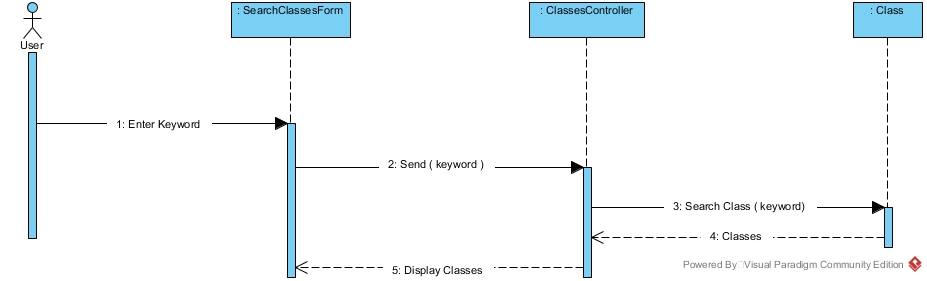 : SearchClassesForm
: ClassesController
: Class
User
1: Enter Keyword
2: Send ( keyword )
3: Search Class ( keyword)
4: Classes
5: Display Classes
Powered By Visual Paradigm Community Edition